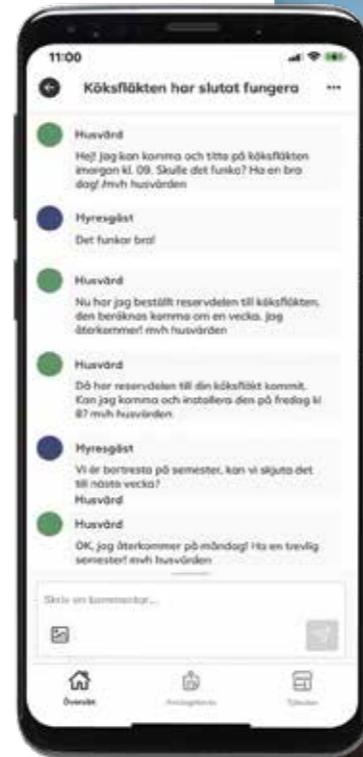 11:00
Köksfläkten har slutat fungera
Husvärd
Hej! Jag kan komma och titta på köksfläkten
imorgon kl. 09. Skulle det funka? Ha en bra
dag! /mvh husvärden
Hyresgäst
Det funkar bra!
Husvärd
Nu har jag beställt reservdelen till köksfläkten,
den beräknas komma om en vecka. Jag
återkommer! mvh husvärden
Husvärd
Då har reservdelen till din köksfläkt kommit.
Kan jag komma och installera den på fredag kl
8? mvh husvärden
Hyresgäst
Vi är bortresta på semester, kan vi skjuta det
till nästa vecka?
Husvärd
Husvärd
OK, jag återkommer på måndag! Ha en trevlig
semester! mvh husvärden
Skriv en kommentar...
Översikt